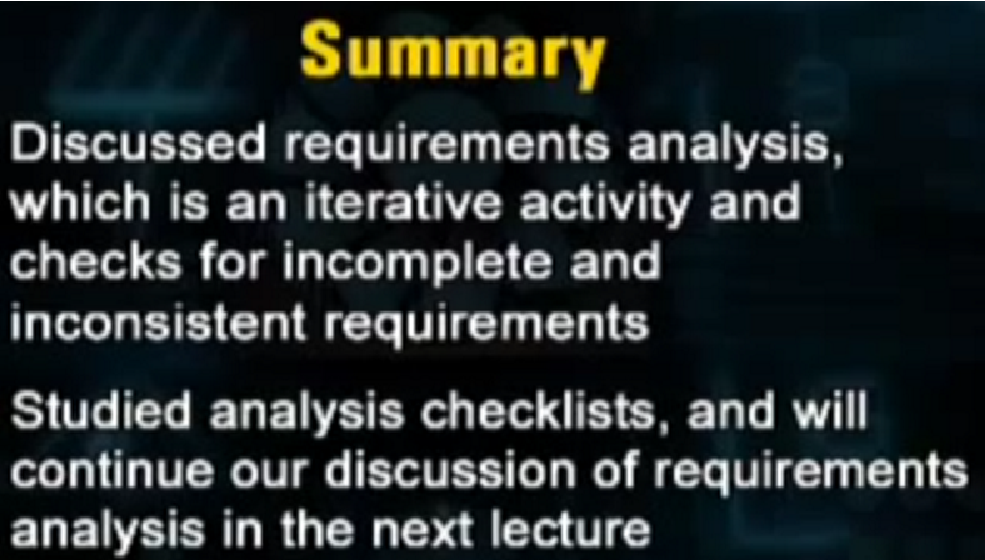 Summary
Discussed requirements analysis,
which is an iterative activity and
checks for incomplete and
inconsistent requirements
Studied analysis checklists, and will
continue our discussion of requirements
analysis in the next lecture